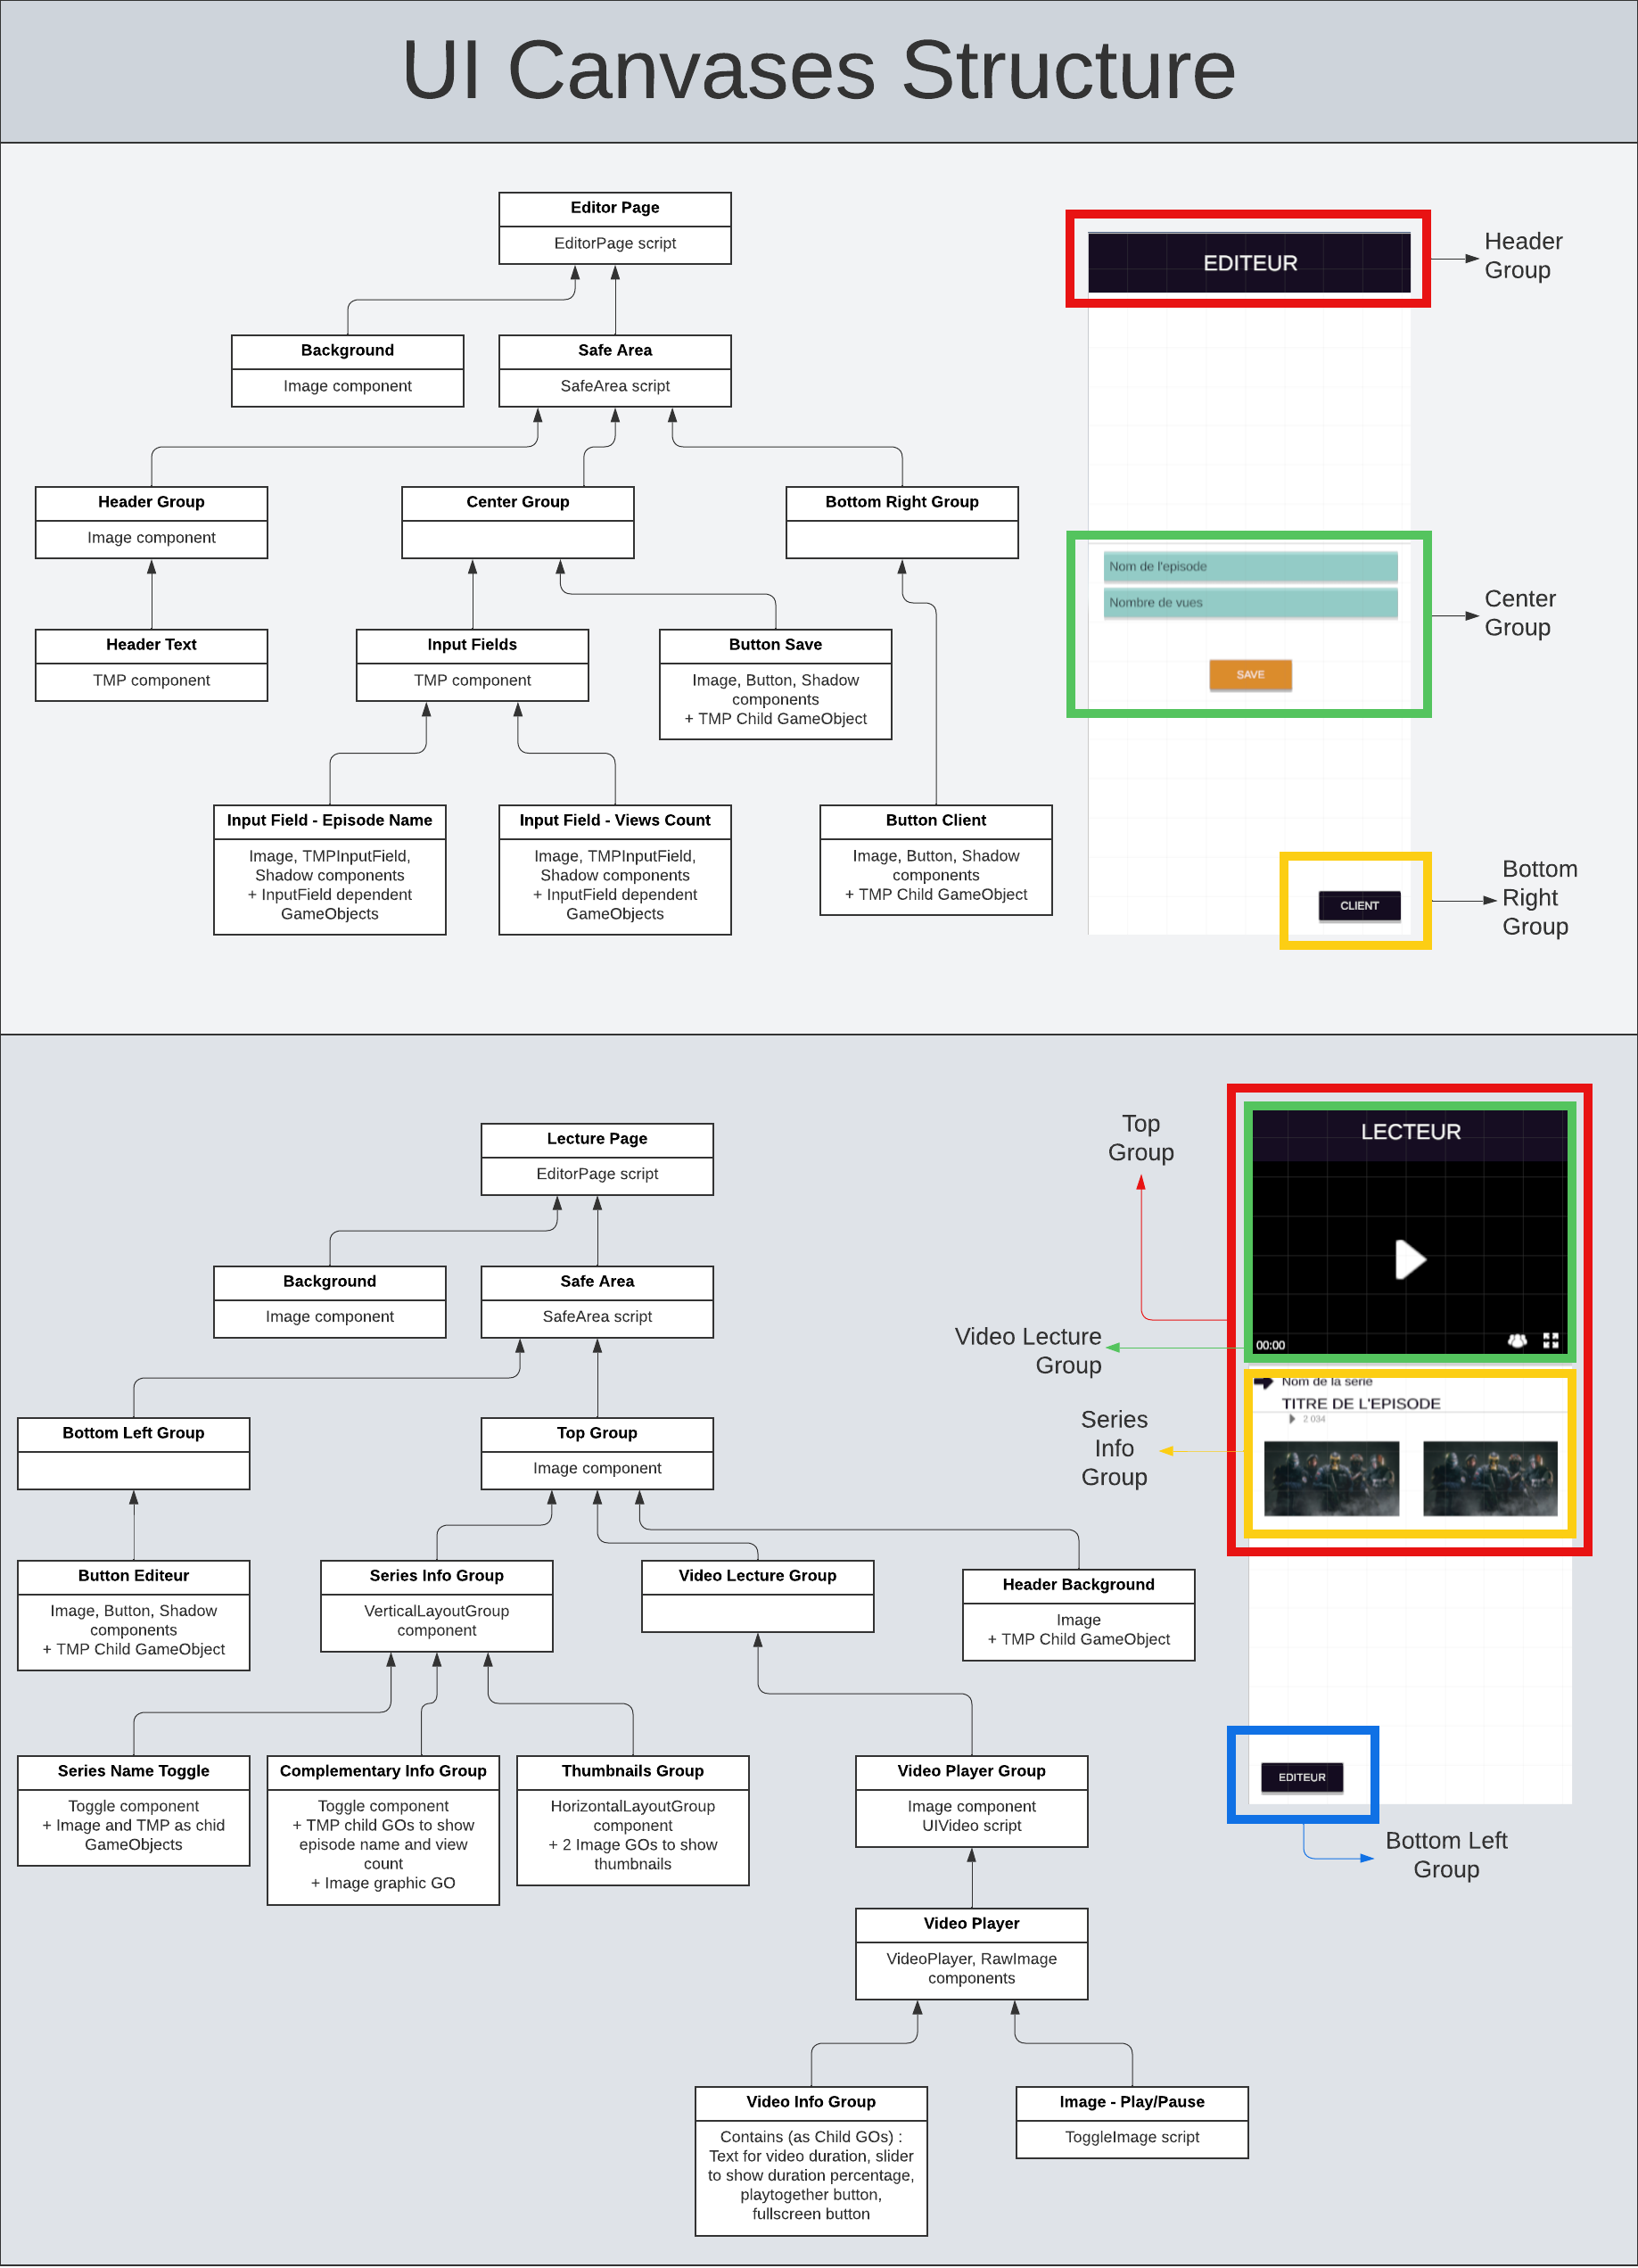 UI Canvases Structure
Editor Page
EditorPage script
Background
Image component
Safe Area
SafeArea script
Header Group
Image component
Center Group
Bottom Right Group
Header Text
TMP component
Input Fields
TMP component
Button Save
Image, Button, Shadow
components
+ TMP Child GameObject
Input Field - Episode Name
Image, TMPInputField,
Shadow components
+ InputField dependent
GameObjects
Input Field - Views Count
Image, TMPInputField,
Shadow components
+ InputField dependent
GameObjects
Button Client
Image, Button, Shadow
components
+ TMP Child GameObject
EDITEUR
Header
Group
Nom de l'episode
Nombre de vues
SAVE
Center
Group
CLIENT
Bottom
Right
Group
Lecture Page
EditorPage script
Background
Image component
Safe Area
SafeArea script
Bottom Left Group
Top Group
Image component
Button Editeur
Image, Button, Shadow
components
+ TMP Child GameObject
Series Info Group
VerticalLayoutGroup
component
Video Lecture Group
Header Background
Image
+ TMP Child GameObject
Series Name Toggle
Toggle component
+ Image and TMP as chid
GameObjects
Complementary Info Group
Toggle component
+ TMP child GOs to show
episode name and view
count
+ Image graphic GO
Thumbnails Group
HorizontalLayoutGroup
component
+ 2 Image GOs to show
thumbnails
Video Player Group
Image component
UIVideo script
Video Player
VideoPlayer, RawImage
components
Video Info Group
Contains (as Child GOs) :
Text for video duration, slider
to show duration percentage,
playtogether button,
fullscreen button
Image - Play/Pause
ToggleImage script
Top
Group
LECTEUR
00:00
Video Lecture
Group
Nom de la serie
TITRE DE L'EPISODE
2 034
Series
Info
Group
EDITEUR
Bottom Left
Group